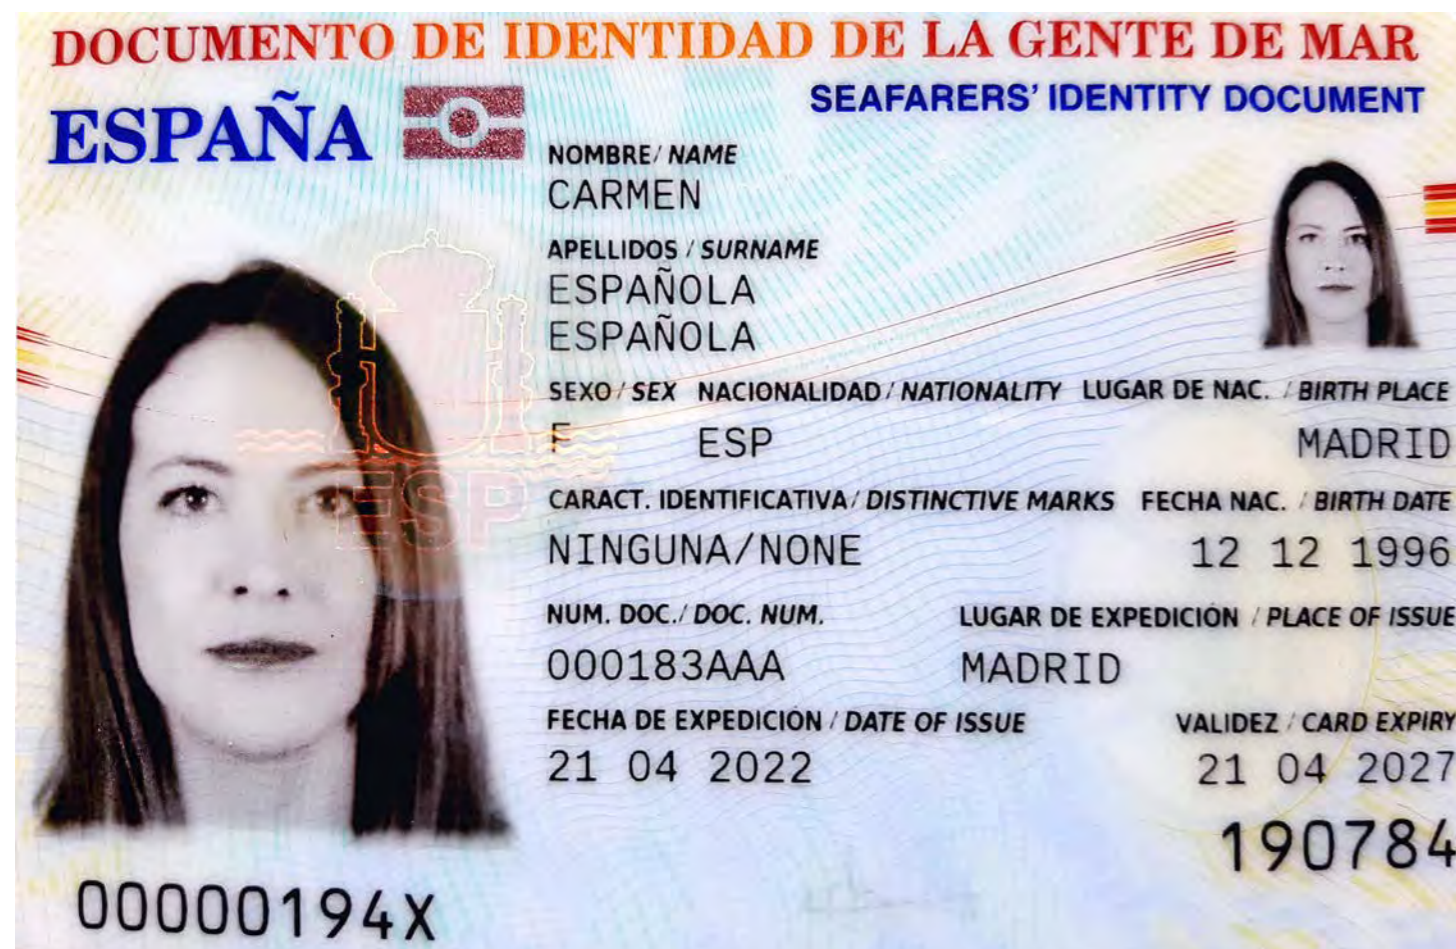 DOCUMENTO DE IDENTIDAD DE LA GENTE DE MAR
SEAFARERS' IDENTITY DOCUMENT
ESPAÑA
NOMBRE/ NAME
CARMEN
APELLIDOS / SURNAME
ESPAÑOLA
ESPAÑOLA
SEXO / SEX NACIONALIDAD / NATIONALITY LUGAR DE NAC. / BIRTH PLACE
F ESP MADRID
ESP
CARACT. IDENTIFICATIVA / DISTINCTIVE MARKS FECHA NAC. / BIRTH DATE
NINGUNA/NONE 12 12 1996
NUM. DOC./ DOC. NUM. LUGAR DE EXPEDICIÓN / PLACE OF ISSUE
000183AAA MADRID
FECHA DE EXPEDICIÓN / DATE OF ISSUE VALIDEZ / CARD EXPIRY
21 04 2022 21 04 2027
190784
00000194X